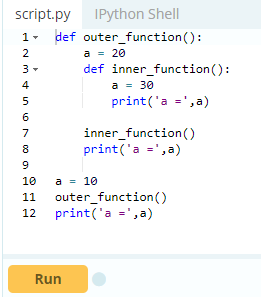 script.py IPython Shell
1 def outer_function():
2     a = 20
3     def inner_function():
4         a = 30
5         print('a =',a)
6
7     inner_function()
8     print('a =',a)
9
10 a = 10
11 outer_function()
12 print('a =',a)
Run